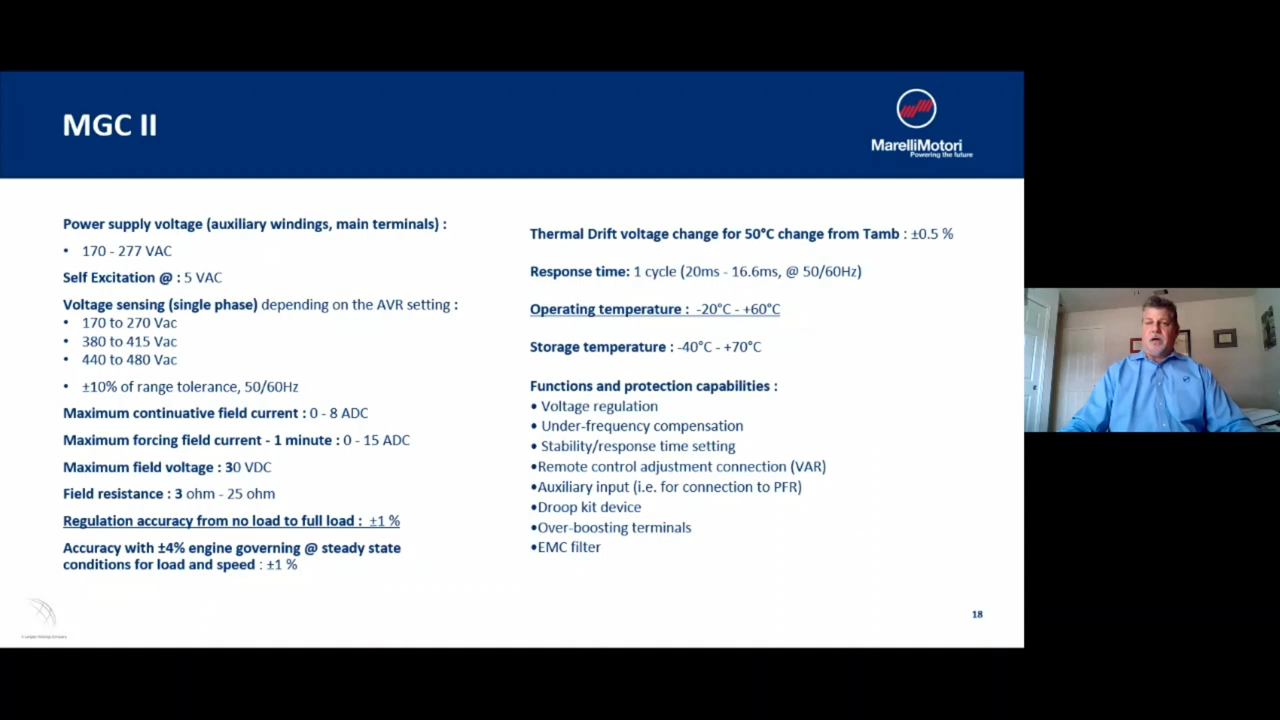 MGC II
MarelliMotori
Powering the future
Power supply voltage (auxiliary windings, main terminals) :
• 170 - 277 VAC
Self Excitation @ : 5 VAC
Voltage sensing (single phase) depending on the AVR setting :
• 170 to 270 Vac
• 380 to 415 Vac
• 440 to 480 Vac
• ±10% of range tolerance, 50/60Hz
Maximum continuative field current : 0 - 8 ADC
Maximum forcing field current - 1 minute : 0 - 15 ADC
Maximum field voltage : 30 VDC
Field resistance : 3 ohm - 25 ohm
Regulation accuracy from no load to full load : ±1 %
Accuracy with ±4% engine governing @ steady state
conditions for load and speed : ±1 %
Thermal Drift voltage change for 50°C change from Tamb : ±0.5 %
Response time: 1 cycle (20ms - 16.6ms, @ 50/60Hz)
Operating temperature : -20°C - +60°C
Storage temperature : -40°C - +70°C
Functions and protection capabilities :
• Voltage regulation
• Under-frequency compensation
• Stability/response time setting
•Remote control adjustment connection (VAR)
•Auxiliary input (i.e. for connection to PFR)
•Droop kit device
•Over-boosting terminals
•EMC filter
18